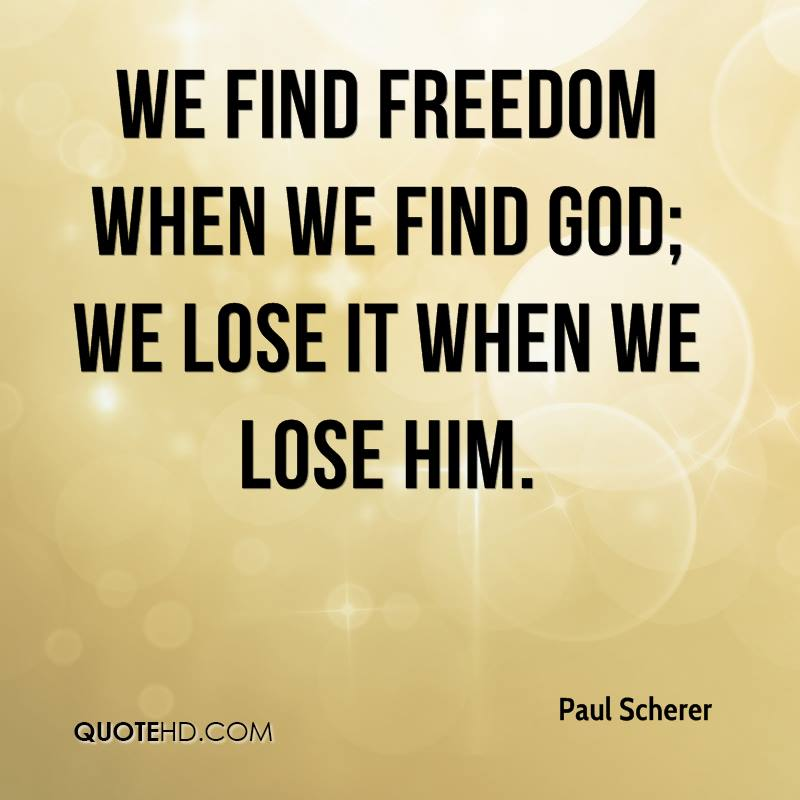 WE FIND FREEDOM
WHEN WE FIND GOD;
WE LOSE IT WHEN WE
LOSE HIM.
Paul Scherer
QUOTEHD.COM